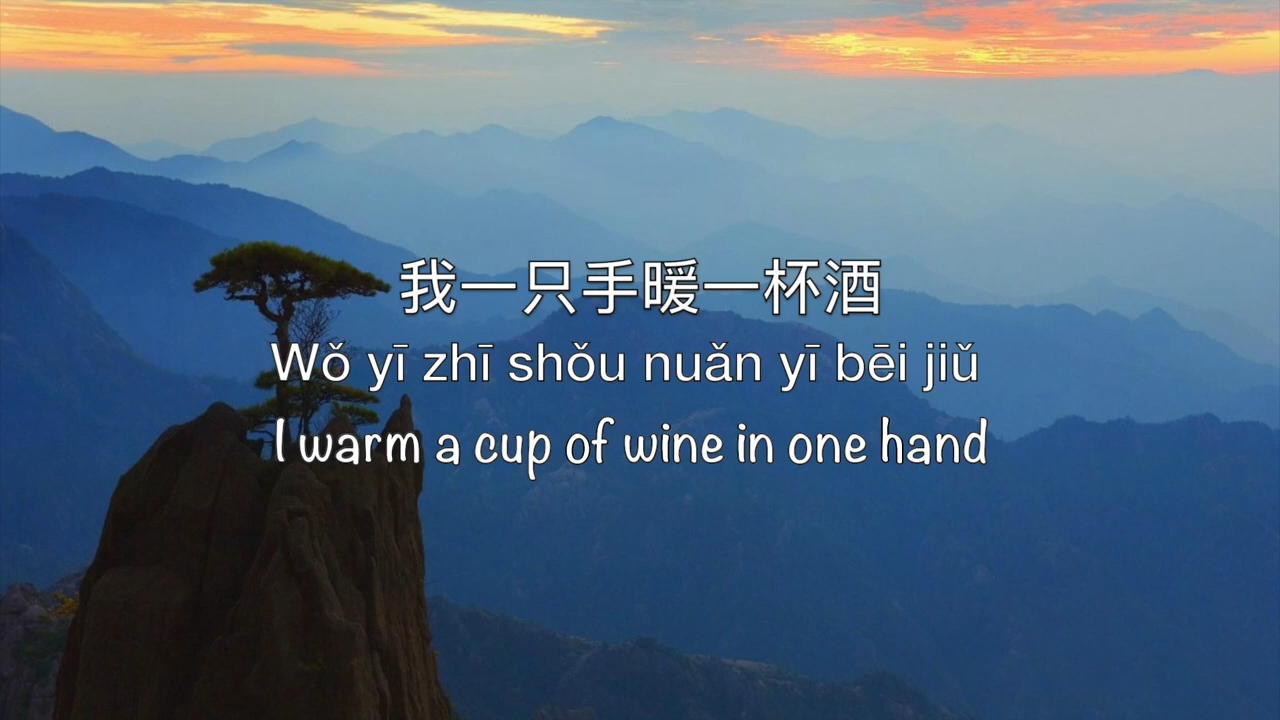 我一只手暖一杯酒
Wǒ yī zhī shǒu nuǎn yī bēi jiǔ
I warm a cup of wine in one hand